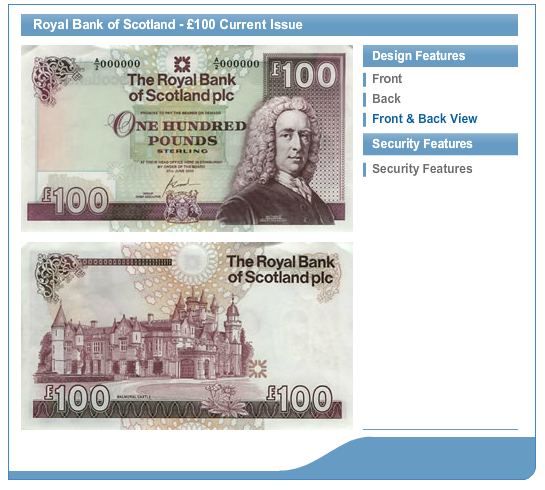 Royal Bank of Scotland - £100 Current Issue
A/2 000000 A/2 000000
£100
The Royal Bank
of Scotland plc
PROMISE TO PAY THE BEARER ON DEMAND
ONE HUNDRED
POUNDS
STERLING
AT THEIR HEAD OFFICE HERE IN EDINBURGH
BY ORDER OF THE BOARD
£100
The Royal Bank
of Scotland plc
£100
BALMORAL CASTLE
£100
Design Features
Front
Back
Front & Back View
Security Features
Security Features